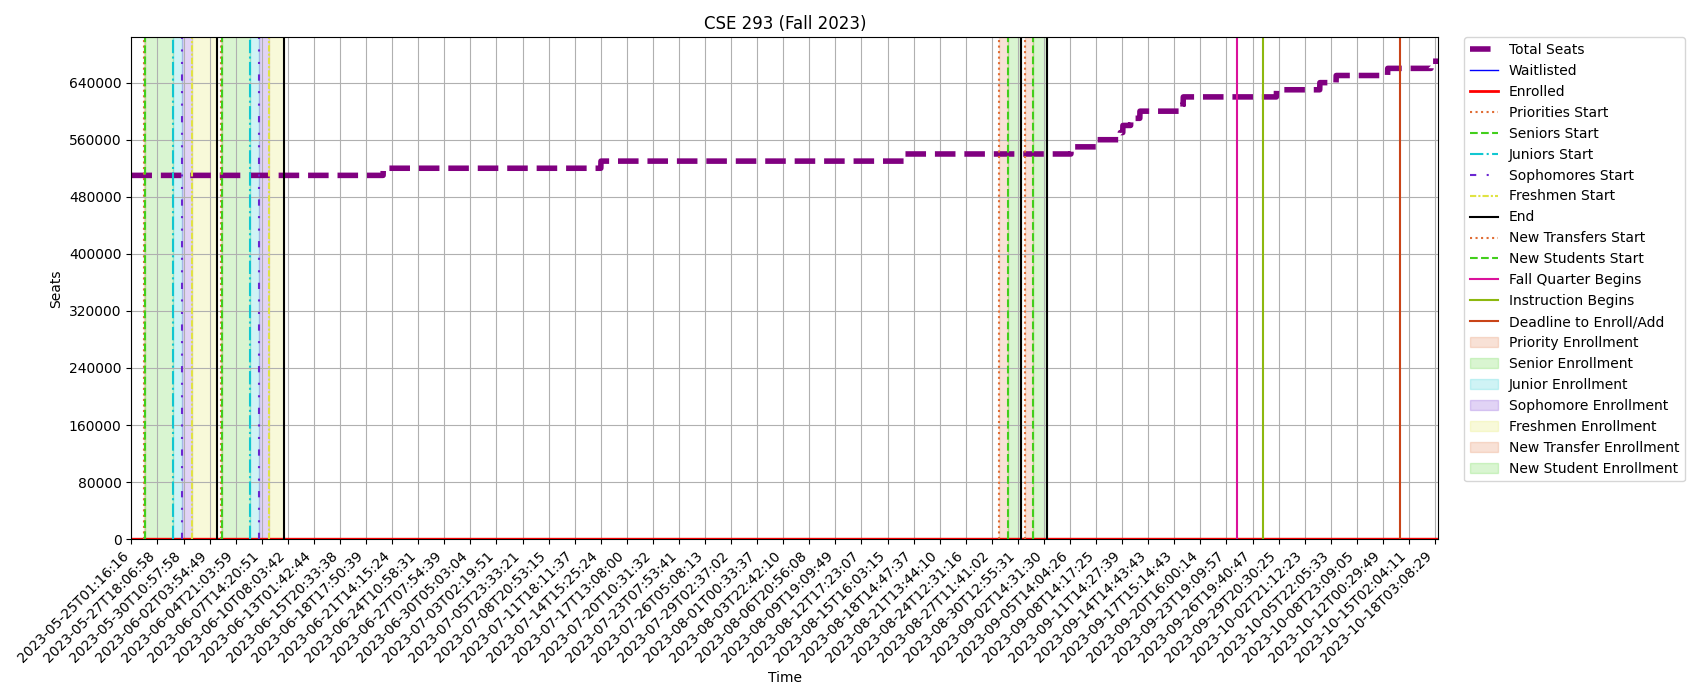 CSE 293 (Fall 2023)
Seats
640000
560000
480000
400000
320000
240000
160000
80000
0
2023-05-25T01:16:16
2023-05-27T18:06:58
2023-05-30T10:57:58
2023-06-02T03:54:49
2023-06-04T21:03:59
2023-06-07T14:20:51
2023-06-10T08:03:42
2023-06-13T01:42:44
2023-06-15T20:33:38
2023-06-18T17:50:39
2023-06-21T14:15:24
2023-06-24T10:58:31
2023-06-27T07:54:39
2023-06-30T05:03:04
2023-07-03T02:19:51
2023-07-05T23:33:21
2023-07-08T20:53:15
2023-07-11T18:11:37
2023-07-14T15:25:24
2023-07-17T13:08:00
2023-07-20T10:31:32
2023-07-23T07:53:41
2023-07-26T05:08:13
2023-07-29T02:37:02
2023-08-01T00:33:37
2023-08-03T22:42:10
2023-08-06T20:56:08
2023-08-09T19:09:49
2023-08-12T17:23:07
2023-08-15T16:03:15
2023-08-18T14:47:37
2023-08-21T13:44:10
2023-08-24T12:31:16
2023-08-27T11:41:02
2023-08-30T12:55:31
2023-09-02T14:31:30
2023-09-05T14:04:26
2023-09-08T14:17:25
2023-09-11T14:27:39
2023-09-14T14:43:43
2023-09-17T15:14:43
2023-09-20T16:00:14
2023-09-23T19:09:57
2023-09-26T19:40:47
2023-09-29T20:30:25
2023-10-02T21:12:23
2023-10-05T22:05:33
2023-10-08T23:09:05
2023-10-12T00:29:49
2023-10-15T02:04:11
2023-10-18T03:08:29
Time
Total Seats
Waitlisted
Enrolled
Priorities Start
Seniors Start
Juniors Start
Sophomores Start
Freshmen Start
End
New Transfers Start
New Students Start
Fall Quarter Begins
Instruction Begins
Deadline to Enroll/Add
Priority Enrollment
Senior Enrollment
Junior Enrollment
Sophomore Enrollment
Freshmen Enrollment
New Transfer Enrollment
New Student Enrollment